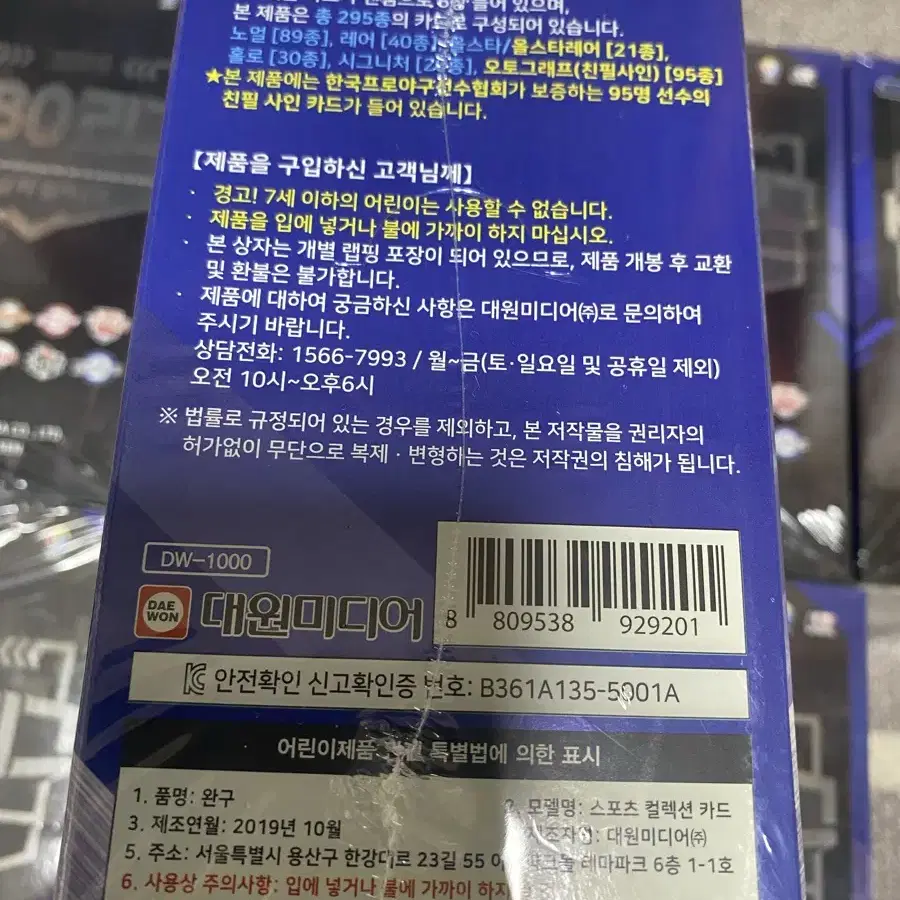 본 제품은 총 295종의 카드로 구성되어 있습니다.
노멀 [89종], 레어 [40종], 올스타/올스타레어 [21종],
홀로 [30종], 시그니처 종], 오토그래프(친필사인) [95종]
★본 제품에는 한국프로야구선수협회가 보증하는 95명 선수의
친필 사인 카드가 들어 있습니다.
【제품을 구입하신 고객님께】
· 경고! 7세 이하의 어린이는 사용할 수 없습니다.
· 제품을 입에 넣거나 불에 가까이 하지 마십시오.
· 본 상자는 개별 랩핑 포장이 되어 있으므로, 제품 개봉 후 교환
및 환불은 불가합니다.
· 제품에 대하여 궁금하신 사항은 대원미디어㈜로 문의하여
주시기 바랍니다.
상담전화: 1566-7993 / 월~금(토·일요일 및 공휴일 제외)
오전 10시~오후6시
※ 법률로 규정되어 있는 경우를 제외하고, 본 저작물을 권리자의
허가없이 무단으로 복제 · 변형하는 것은 저작권의 침해가 됩니다.
DW-1000
DAE WON 대원미디어
8 809538 929201
안전확인 신고확인증 번호: B361A135-5001A
어린이제품 안전 특별법에 의한 표시
1. 품명: 완구 2. 모델명: 스포츠 컬렉션 카드
3. 제조연월: 2019년 10월 제조자명: 대원미디어㈜
5. 주소: 서울특별시 용산구 한강대로 23길 55 아이파크몰 테마파크 6층 1-1호
6. 사용상 주의사항: 입에 넣거나 불에 가까이 하지